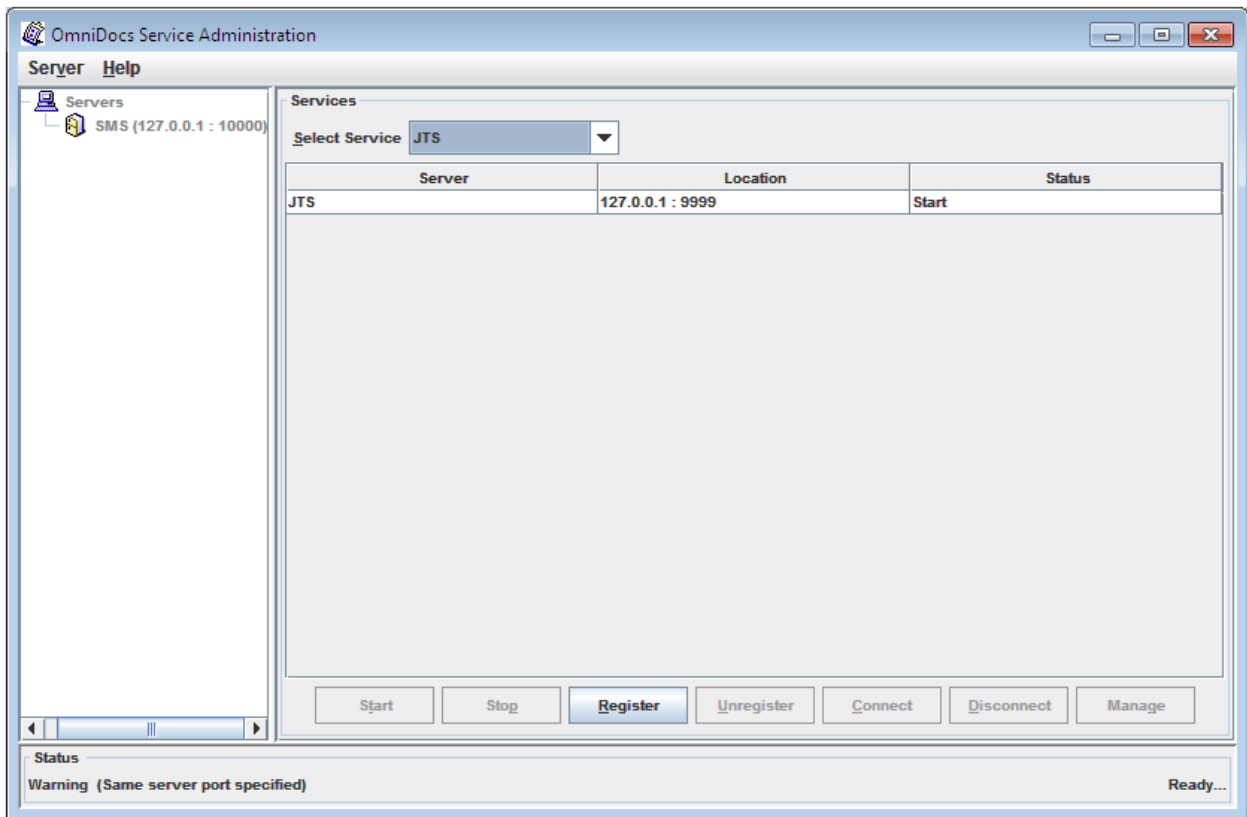 OmniDocs Service Administration
Server Help
Servers
SMS (127.0.0.1 : 10000)
Services
Select Service JTS
Server Location Status
JTS 127.0.0.1 : 9999 Start
Start Stop Register Unregister Connect Disconnect Manage
Status
Warning (Same server port specified) Ready...